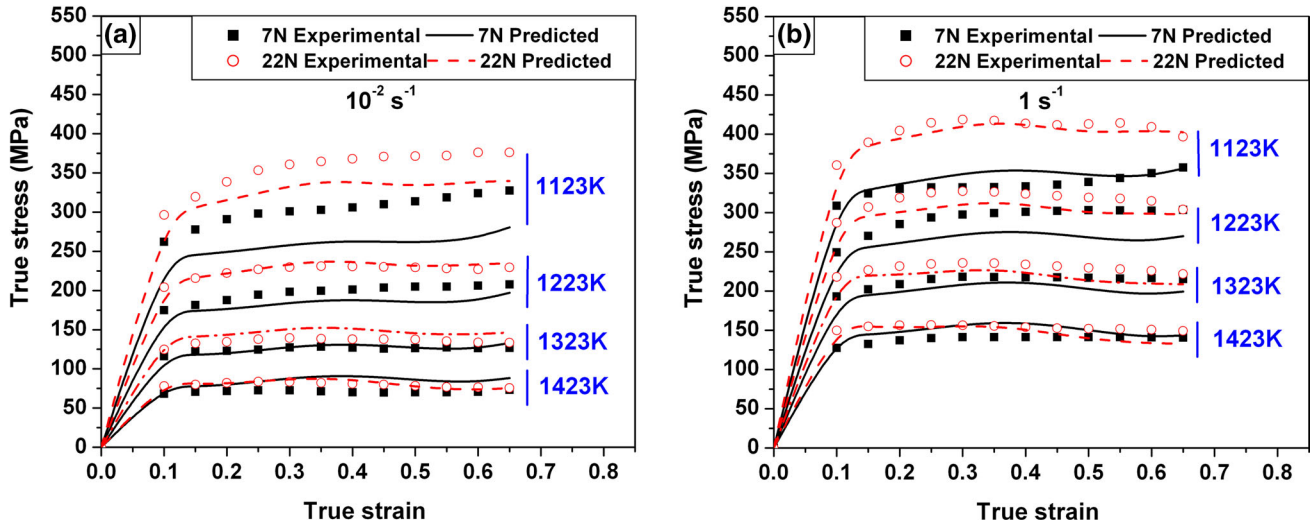 (a)
7N Experimental 7N Predicted
22N Experimental 22N Predicted
10⁻² s⁻¹
1123K
1223K
1323K
1423K
True stress (MPa)
550
500
450
400
350
300
250
200
150
100
50
0
0.0 0.1 0.2 0.3 0.4 0.5 0.6 0.7 0.8
True strain
(b)
7N Experimental 7N Predicted
22N Experimental 22N Predicted
1 s⁻¹
1123K
1223K
1323K
1423K
True stress (MPa)
550
500
450
400
350
300
250
200
150
100
50
0
0.0 0.1 0.2 0.3 0.4 0.5 0.6 0.7 0.8
True strain